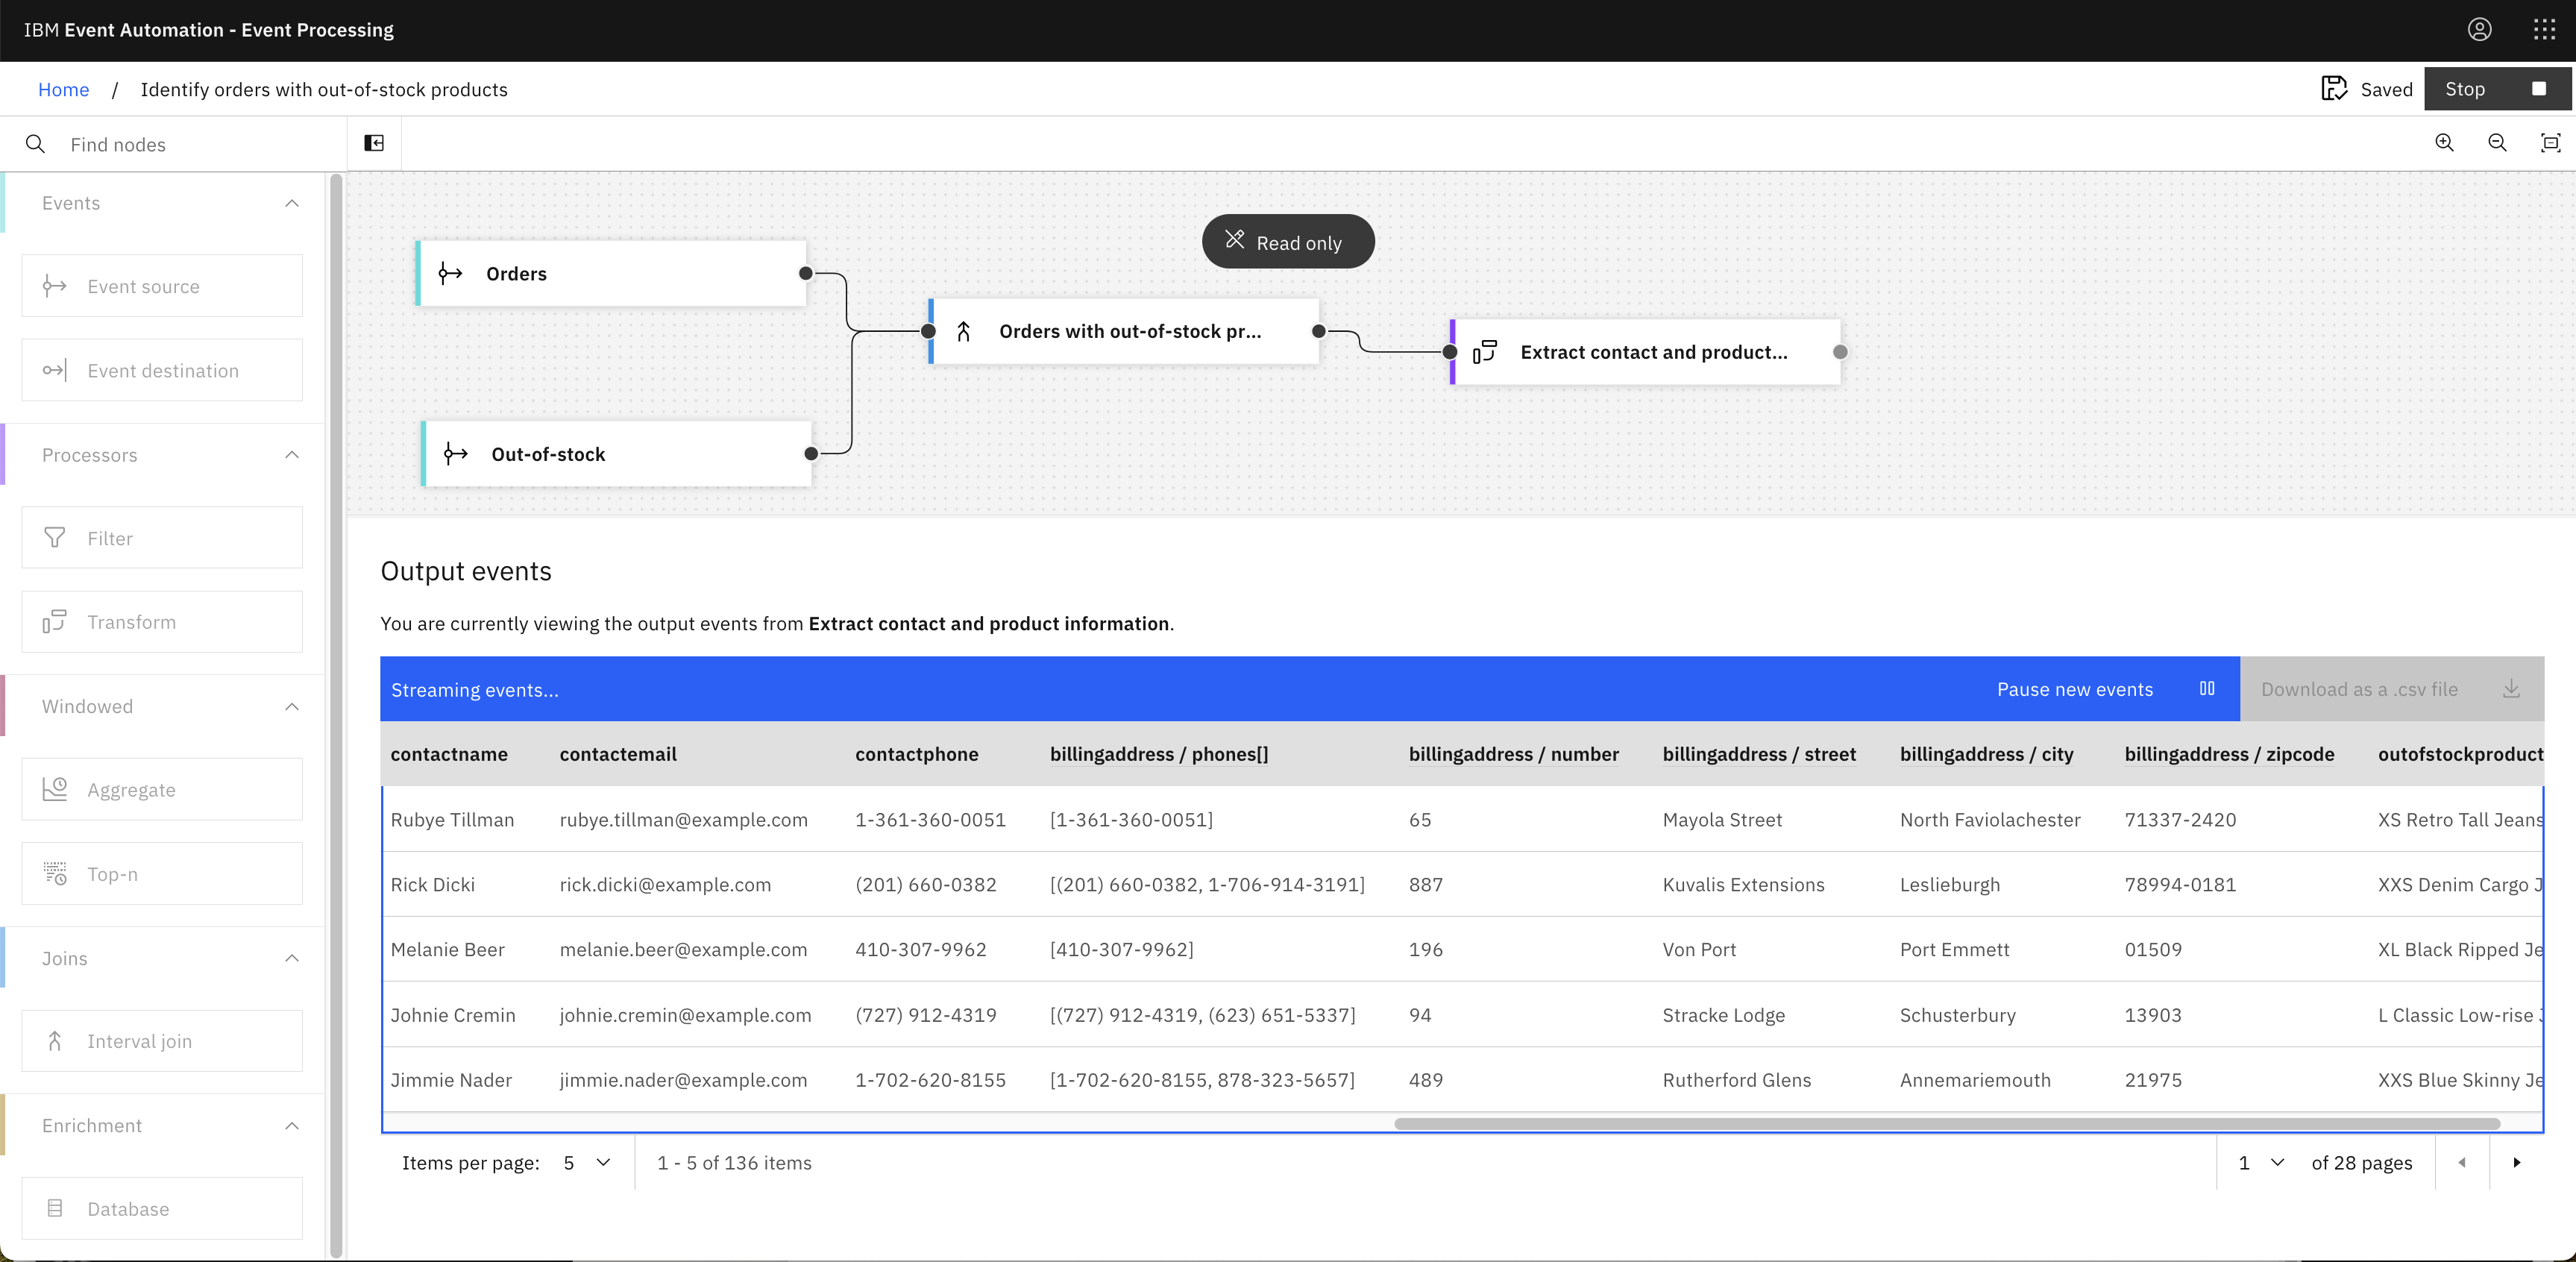 IBM Event Automation - Event Processing
Home / Identify orders with out-of-stock products
Saved
Stop
Find nodes
Events
Event source
Event destination
Processors
Filter
Transform
Windowed
Aggregate
Top-n
Joins
Interval join
Enrichment
Database
Read only
Orders
Orders with out-of-stock pr...
Extract contact and product...
Out-of-stock
Output events
You are currently viewing the output events from Extract contact and product information.
Streaming events... Pause new events Download as a .csv file
contactname contactemail contactphone billingaddress / phones[] billingaddress / number billingaddress / street billingaddress / city billingaddress / zipcode outofstockproduct
Rubye Tillman rubye.tillman@example.com 1-361-360-0051 [1-361-360-0051] 65 Mayola Street North Faviolachester 71337-2420 XS Retro Tall Jeans
Rick Dicki rick.dicki@example.com (201) 660-0382 [(201) 660-0382, 1-706-914-3191] 887 Kuvalis Extensions Leslieburgh 78994-0181 XXS Denim Cargo J
Melanie Beer melanie.beer@example.com 410-307-9962 [410-307-9962] 196 Von Port Port Emmett 01509 XL Black Ripped Je
Johnie Cremin johnie.cremin@example.com (727) 912-4319 [(727) 912-4319, (623) 651-5337] 94 Stracke Lodge Schusterbury 13903 L Classic Low-rise J
Jimmie Nader jimmie.nader@example.com 1-702-620-8155 [1-702-620-8155, 878-323-5657] 489 Rutherford Glens Annemariemouth 21975 XXS Blue Skinny Je
Items per page: 5 1 - 5 of 136 items 1 of 28 pages